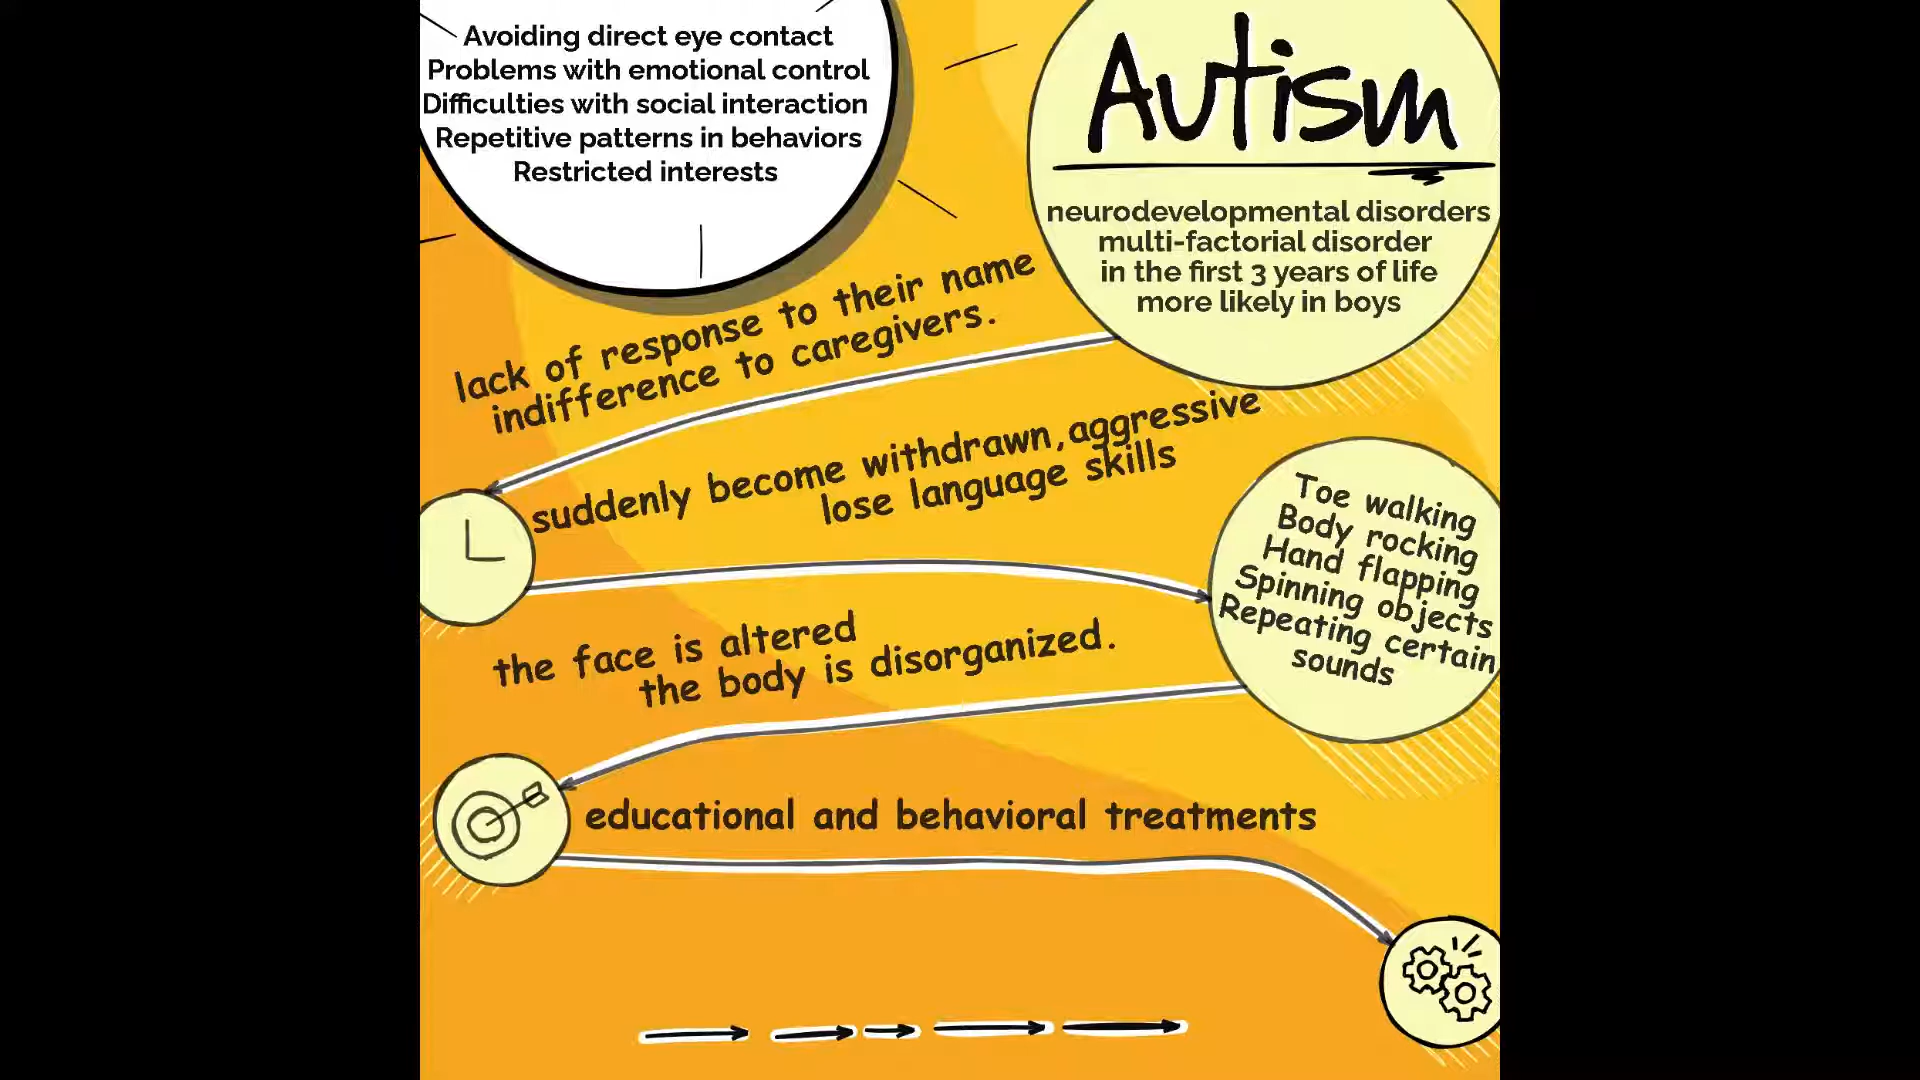 Avoiding direct eye contact
Problems with emotional control
Difficulties with social interaction
Repetitive patterns in behaviors
Restricted interests
Autism
neurodevelopmental disorders
multi-factorial disorder
in the first 3 years of life
more likely in boys
lack of response to their name
indifference to caregivers.
suddenly become withdrawn,aggressive
lose language skills
Toe walking
Body rocking
Hand flapping
Spinning objects
Repeating certain
sounds
the face is altered
the body is disorganized.
educational and behavioral treatments